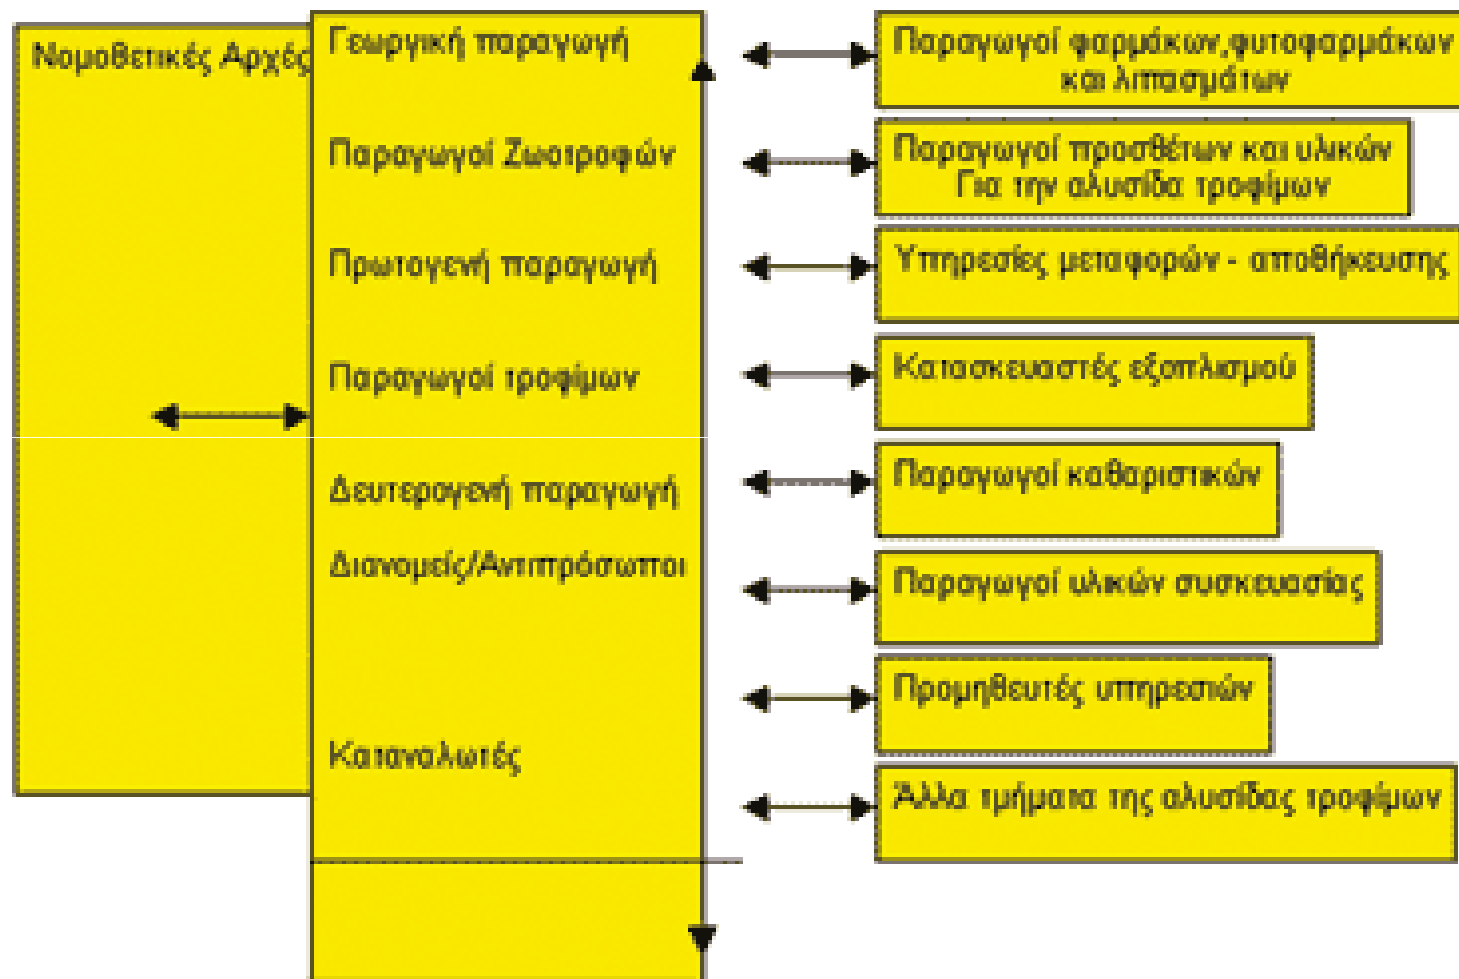 Νομοθετικές Αρχές
Γεωργική παραγωγή
Παραγωγοί Ζωοτροφών
Πρωτογενή παραγωγή
Παραγωγοί τροφίμων
Δευτερογενή παραγωγή
Διανομείς/Αντιπρόσωποι
Καταναλωτές
Παραγωγοί φαρμάκων,φυτοφαρμάκων
και λιπασμάτων
Παραγωγοί προσθέτων και υλικών
Για την αλυσίδα τροφίμων
Υπηρεσίες μεταφορών - αποθήκευσης
Κατασκευαστές εξοπλισμού
Παραγωγοί καθαριστικών
Παραγωγοί υλικών συσκευασίας
Προμηθευτές υπηρεσιών
Άλλα τμήματα της αλυσίδας τροφίμων